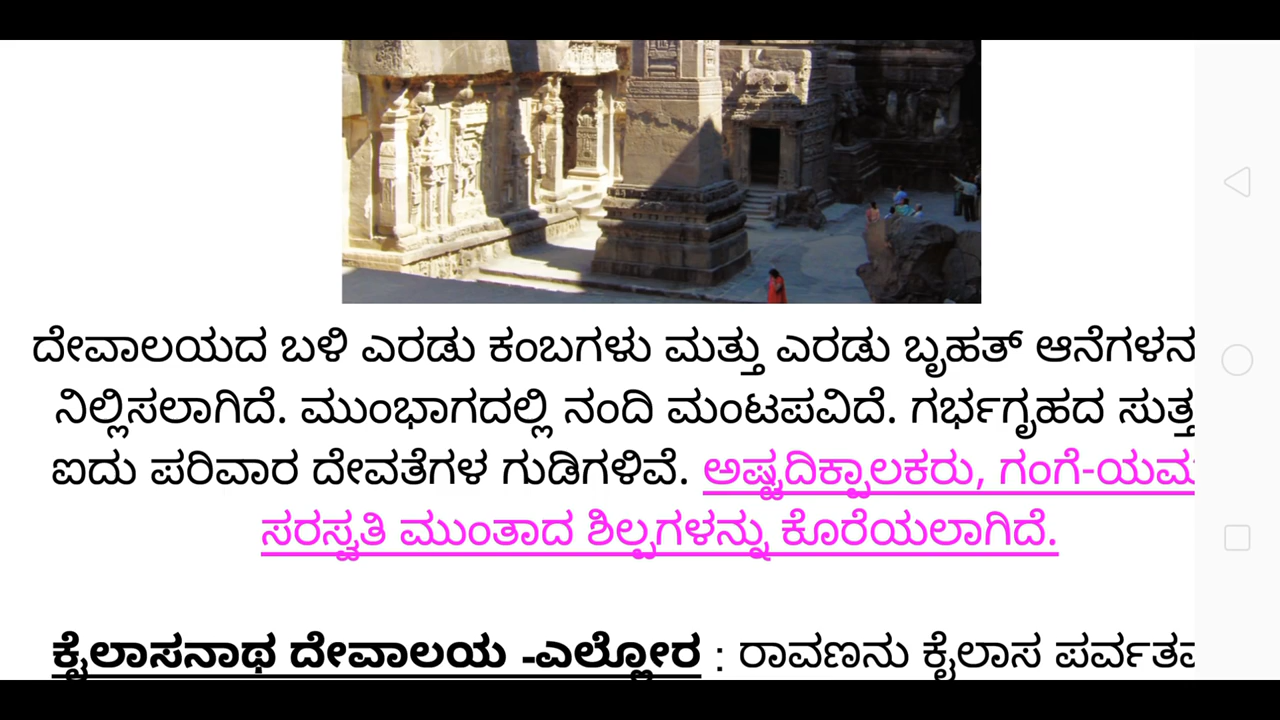 ದೇವಾಲಯದ ಬಳಿ ಎರಡು ಕಂಬಗಳು ಮತ್ತು ಎರಡು ಬೃಹತ್ ಆನೆಗಳನ
ನಿಲ್ಲಿಸಲಾಗಿದೆ. ಮುಂಭಾಗದಲ್ಲಿ ನಂದಿ ಮಂಟಪವಿದೆ. ಗರ್ಭಗೃಹದ ಸುತ್ತ
ಐದು ಪರಿವಾರ ದೇವತೆಗಳ ಗುಡಿಗಳಿವೆ. ಅಷ್ಟದಿಕ್ಪಾಲಕರು, ಗಂಗೆ-ಯಮ
ಸರಸ್ವತಿ ಮುಂತಾದ ಶಿಲ್ಪಗಳನ್ನು ಕೊರೆಯಲಾಗಿದೆ.
ಕೈಲಾಸನಾಥ ದೇವಾಲಯ -ಎಲ್ಲೋರ : ರಾವಣನು ಕೈಲಾಸ ಪರ್ವತವ